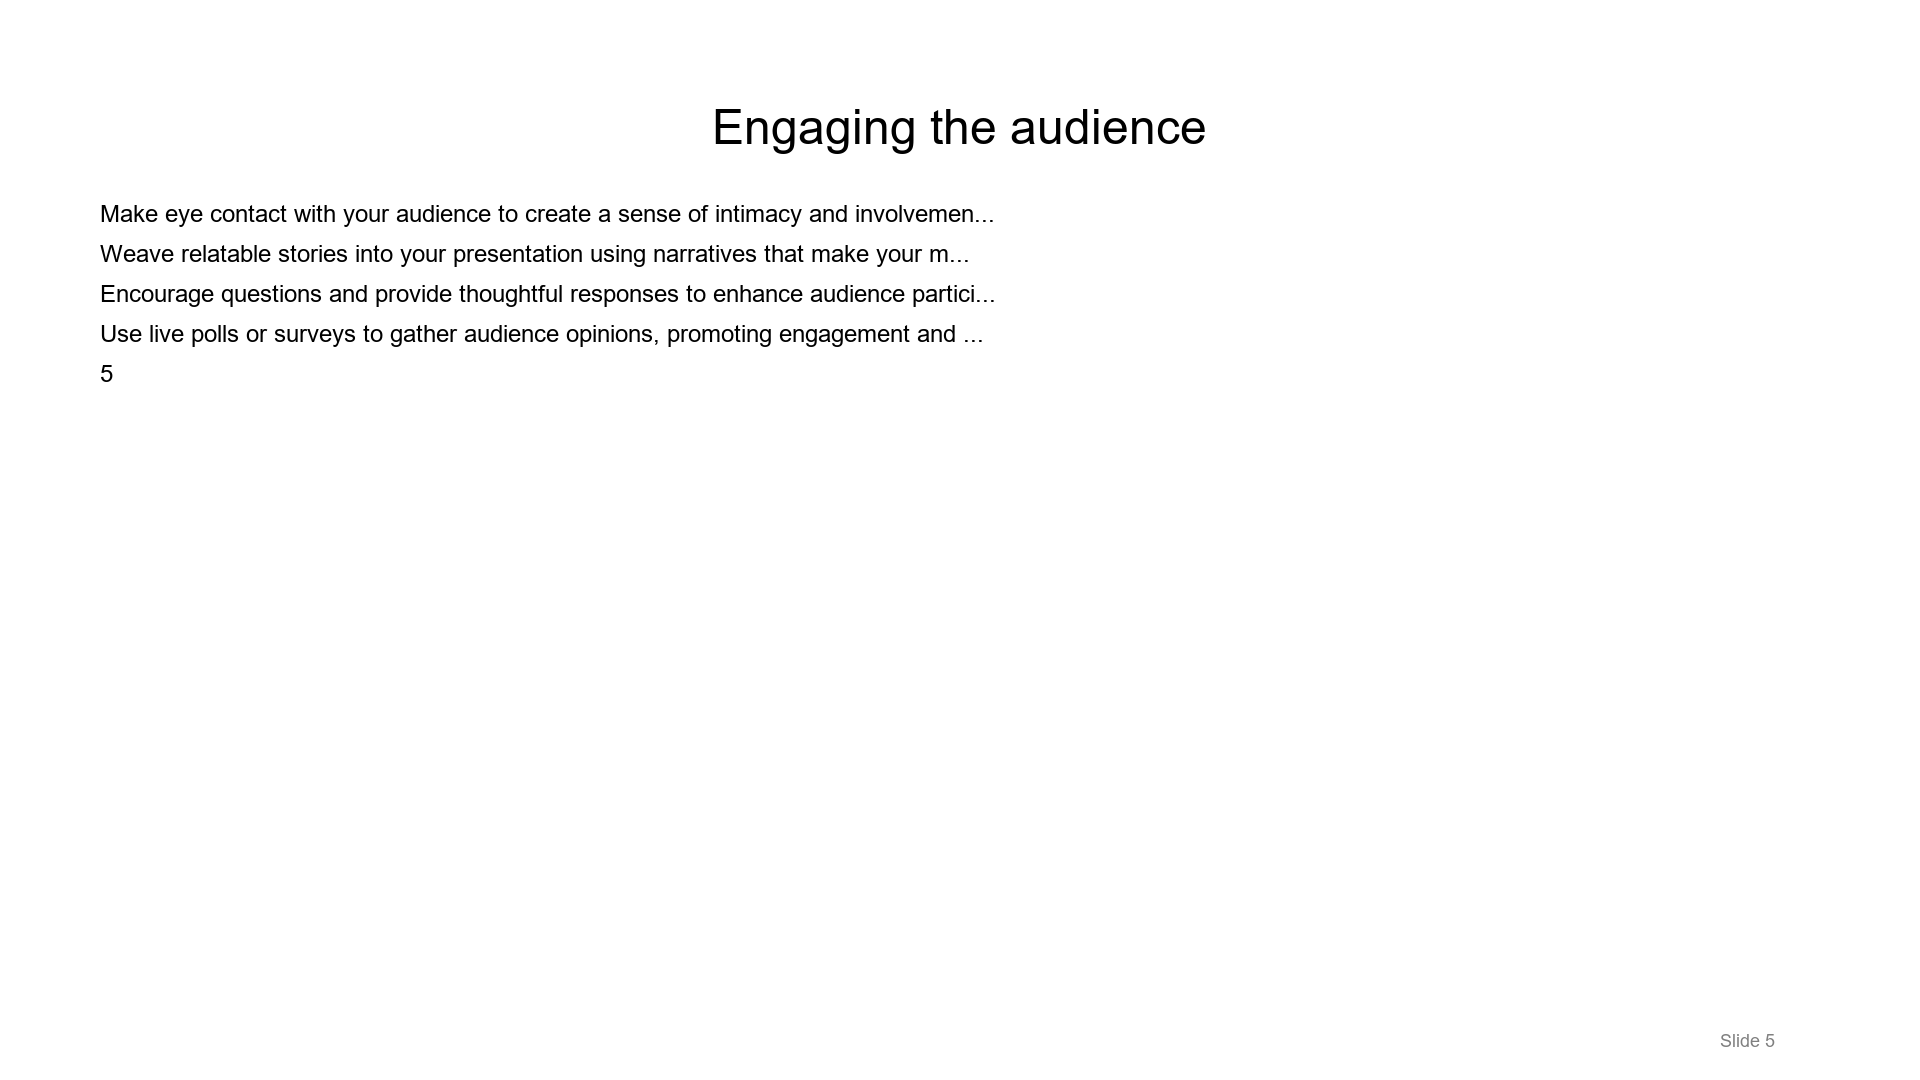 Engaging the audience
Make eye contact with your audience to create a sense of intimacy and involvemen...
Weave relatable stories into your presentation using narratives that make your m...
Encourage questions and provide thoughtful responses to enhance audience partici...
Use live polls or surveys to gather audience opinions, promoting engagement and ...
5
Slide 5